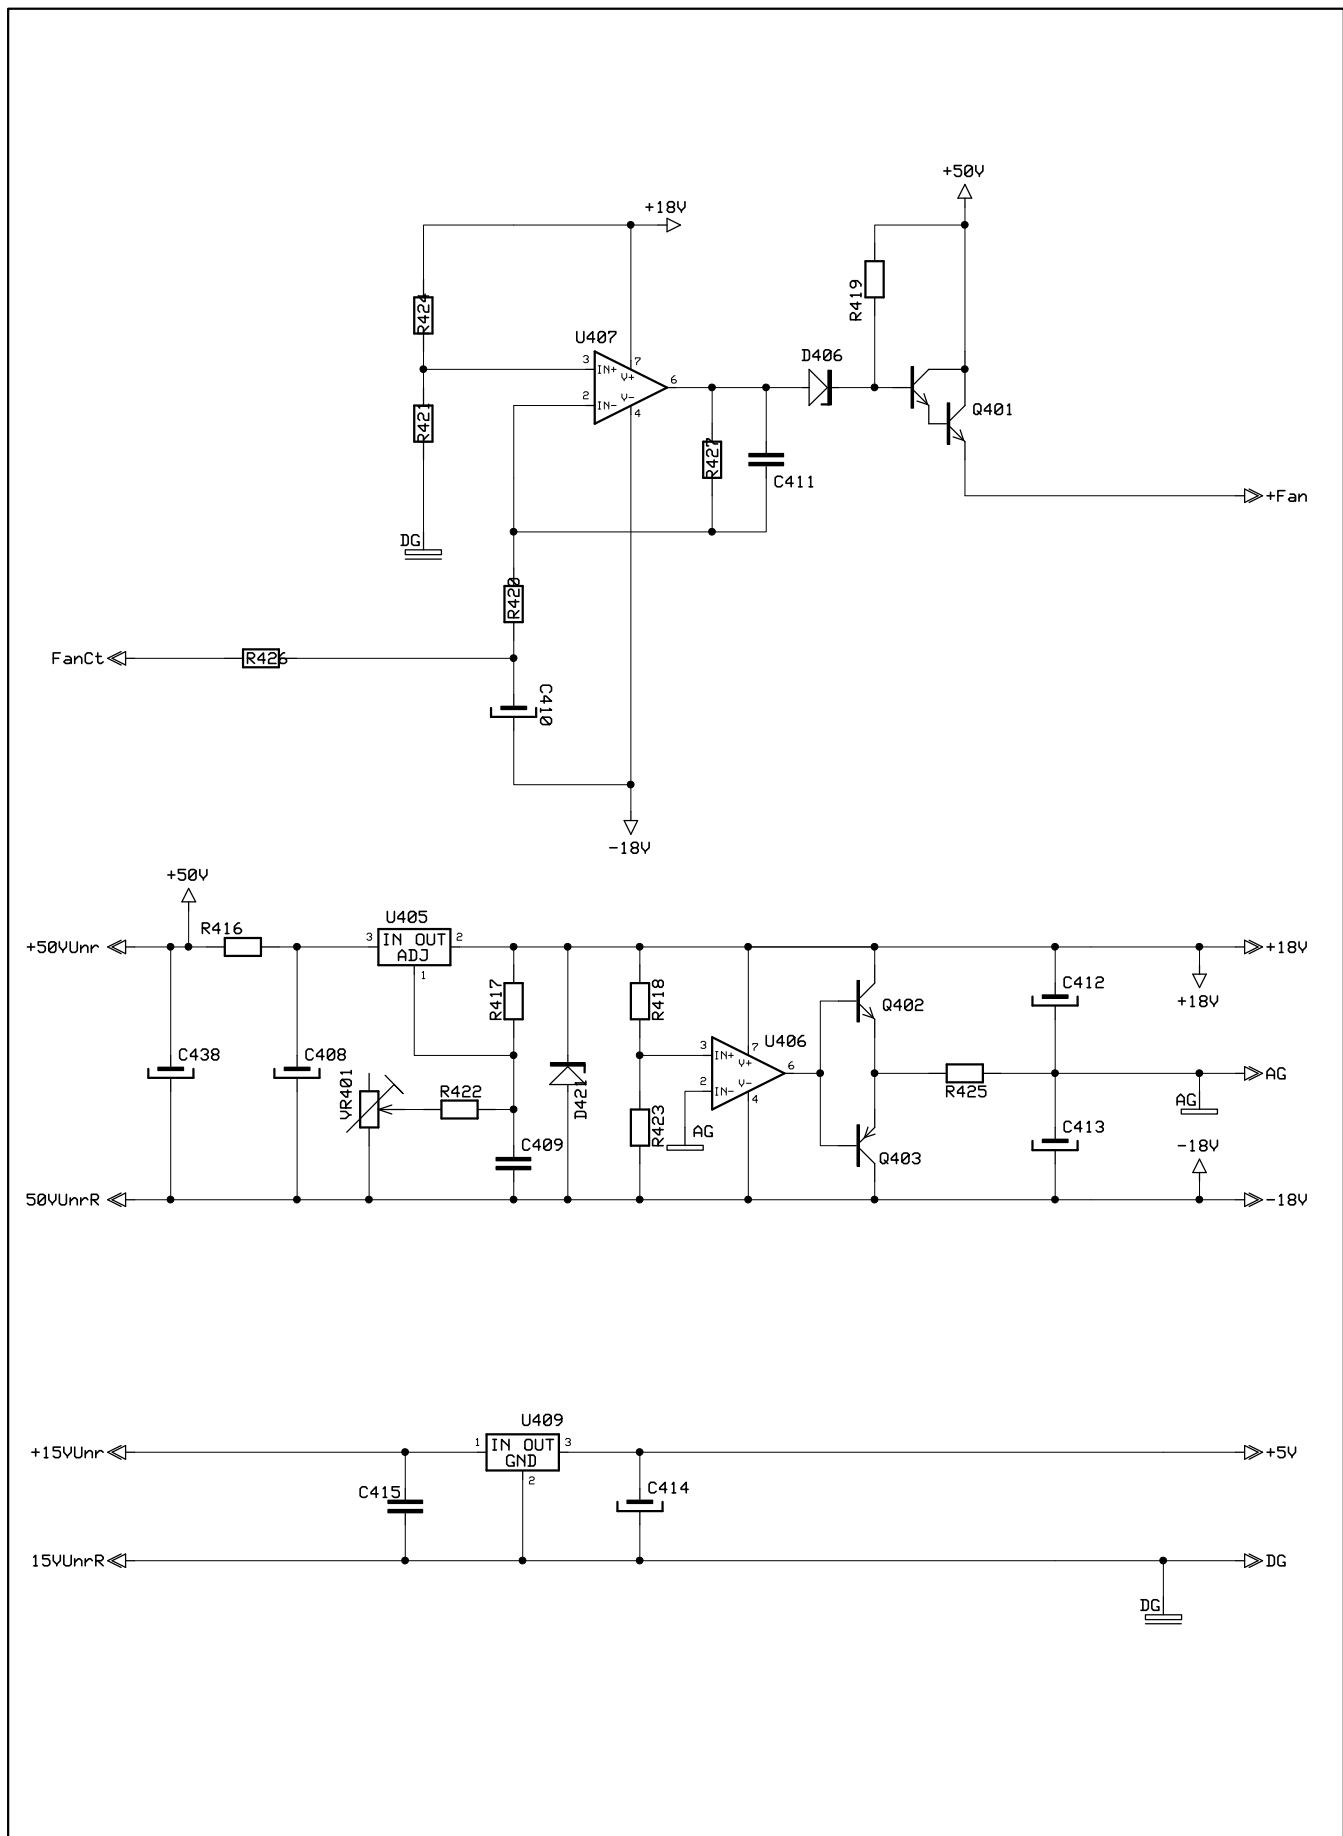 +50V
+18V
R424
R419
U407
D406
3
IN+
V+
7
6
2
IN-
V-
4
Q401
R421
R427
C411
+Fan
DG
R420
FanCt
R426
C410
-18V
+50V
+50VUnr
R416
U405
3
IN OUT
2
ADJ
1
+18V
R417
R418
C412
+18V
Q402
U406
C438
C408
3
IN+
V+
7
6
2
IN-
V-
4
VR401
R422
D421
R425
AG
AG
R423
AG
C409
C413
-18V
Q403
50VUnrR
-18V
U409
+15VUnr
1
IN OUT
3
GND
2
+5V
C415
C414
15VUnrR
DG
DG